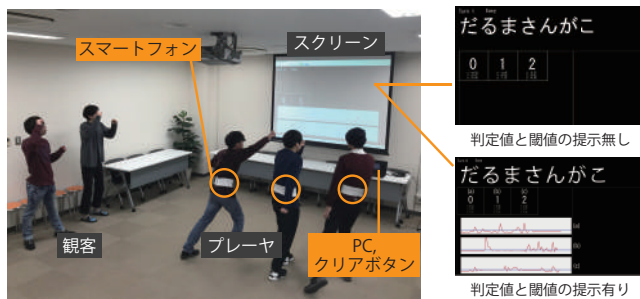 スマートフォン
スクリーン
観客
プレーヤ
PC,
クリアボタン
だるまさんがこ
0 1 2
判定値と閾値の提示無し
だるまさんがこ
(a) (b) (c)
0 1 2
(a)
(b)
(c)
判定値と閾値の提示有り